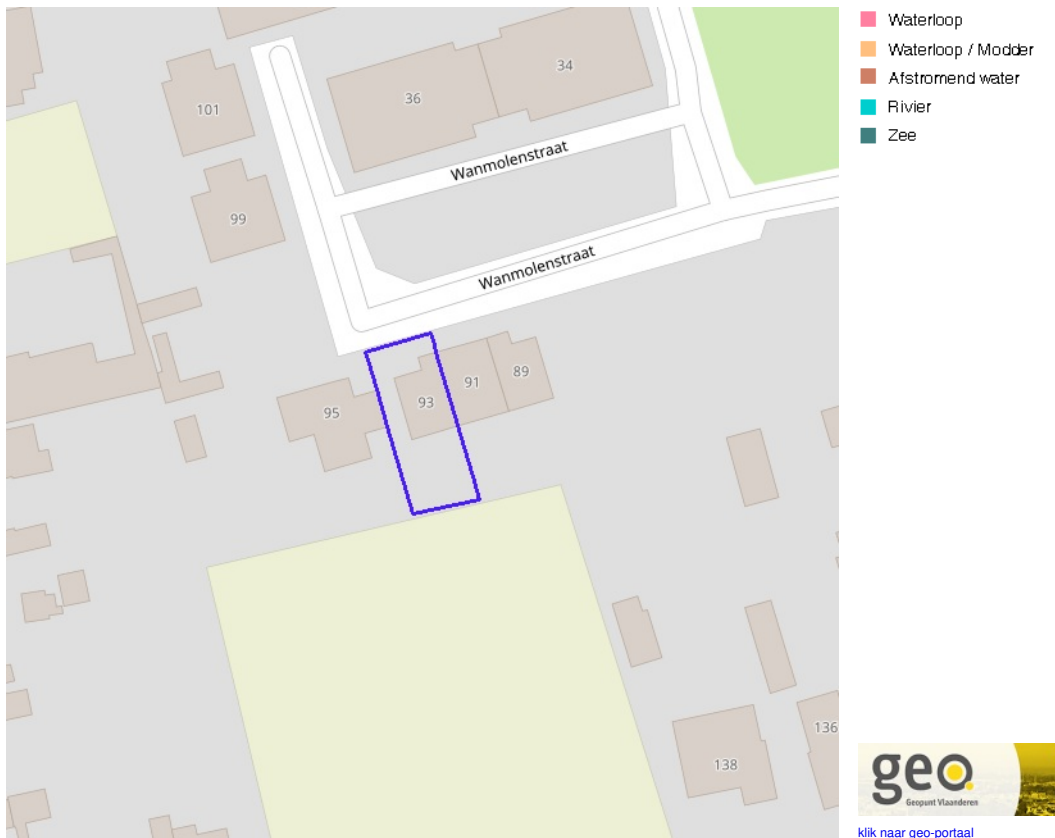 Waterloop
Waterloop / Modder
Afstromend water
Rivier
Zee
34
36
101
Wanmolenstraat
99
Wanmolenstraat
89
91
93
95
136
138
geo.
Geopunt Vlaanderen
klik naar geo-portaal